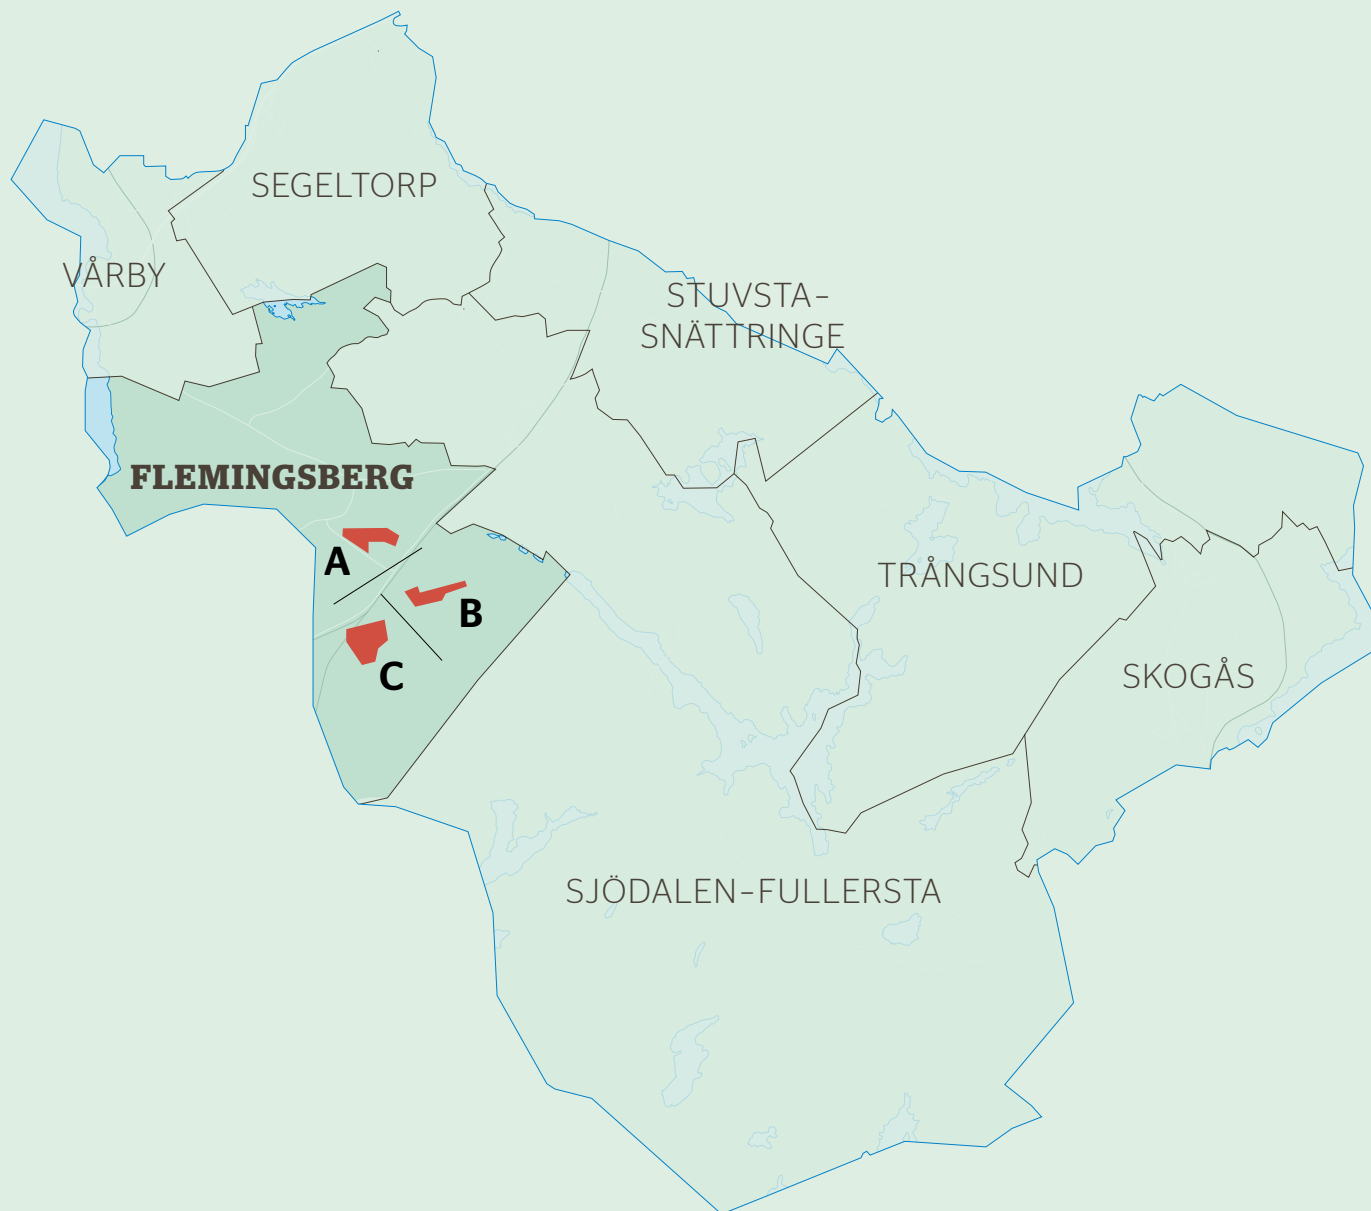 SEGELTORP
VÅRBY
STUVSTA-
SNÄTTRINGE
FLEMINGSBERG
A
TRÅNGSUND
B
C
SKOGÅS
SJÖDALEN-FULLERSTA